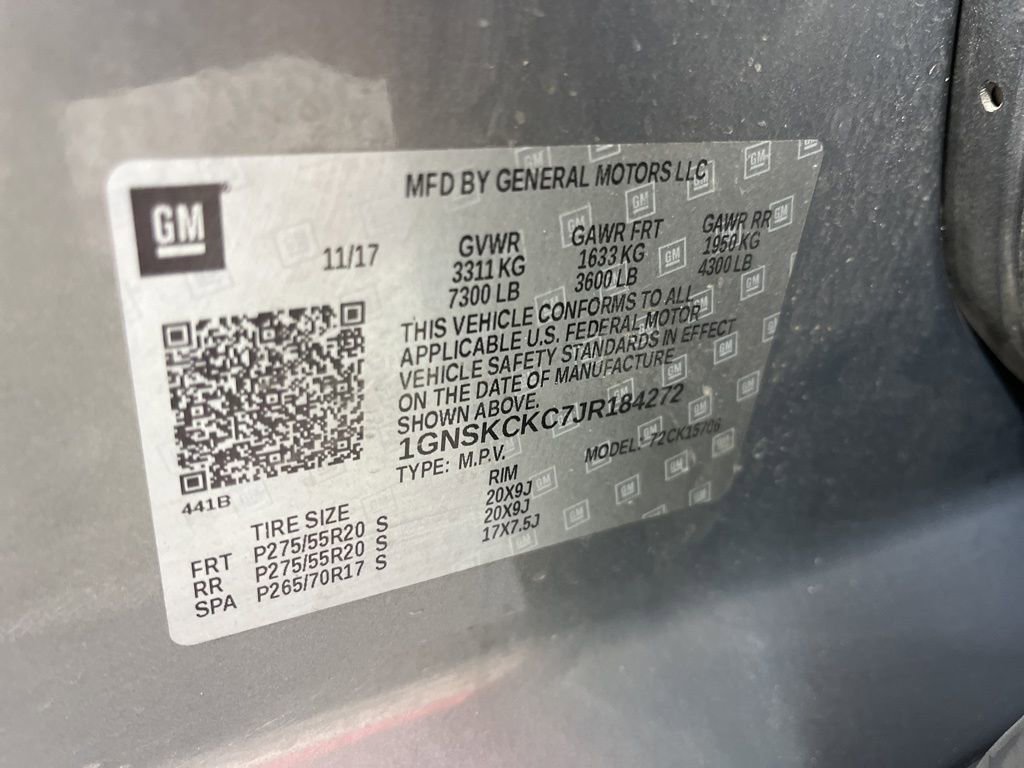 GM
MFD BY GENERAL MOTORS LLC
11/17
GVWR GAWR FRT GAWR RR
3311 KG 1633 KG 1950 KG
7300 LB 3600 LB 4300 LB
THIS VEHICLE CONFORMS TO ALL
APPLICABLE U.S. FEDERAL MOTOR
VEHICLE SAFETY STANDARDS IN EFFECT
ON THE DATE OF MANUFACTURE
SHOWN ABOVE.
1GNSKCKC7JR184272
TYPE: M.P.V. MODEL: 72CK15706
441B
TIRE SIZE RIM
FRT P275/55R20 S 20X9J
RR P275/55R20 S 20X9J
SPA P265/70R17 S 17X7.5J